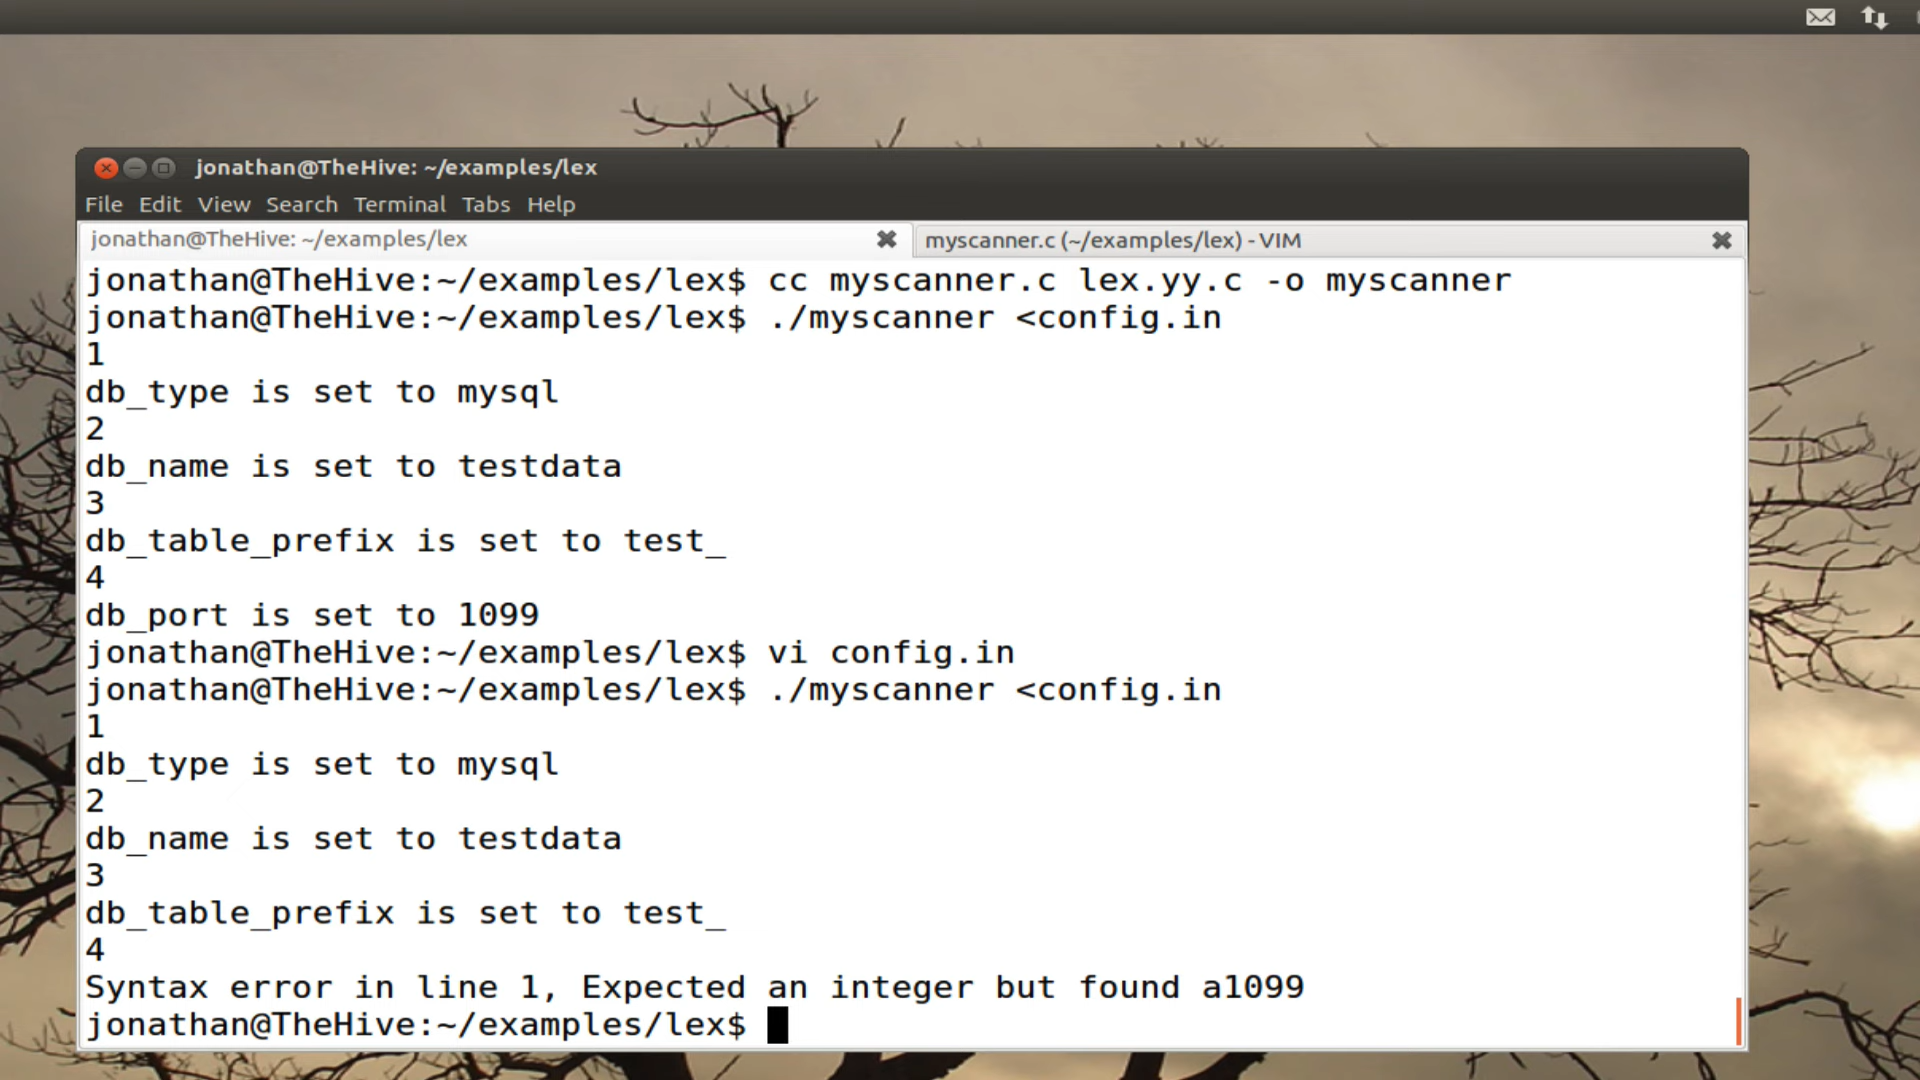 jonathan@TheHive: ~/examples/lex
File Edit View Search Terminal Tabs Help
jonathan@TheHive: ~/examples/lex
myscanner.c (~/examples/lex) - VIM
jonathan@TheHive:~/examples/lex$ cc myscanner.c lex.yy.c -o myscanner
jonathan@TheHive:~/examples/lex$ ./myscanner <config.in
1
db_type is set to mysql
2
db_name is set to testdata
3
db_table_prefix is set to test_
4
db_port is set to 1099
jonathan@TheHive:~/examples/lex$ vi config.in
jonathan@TheHive:~/examples/lex$ ./myscanner <config.in
1
db_type is set to mysql
2
db_name is set to testdata
3
db_table_prefix is set to test_
4
Syntax error in line 1, Expected an integer but found a1099
jonathan@TheHive:~/examples/lex$